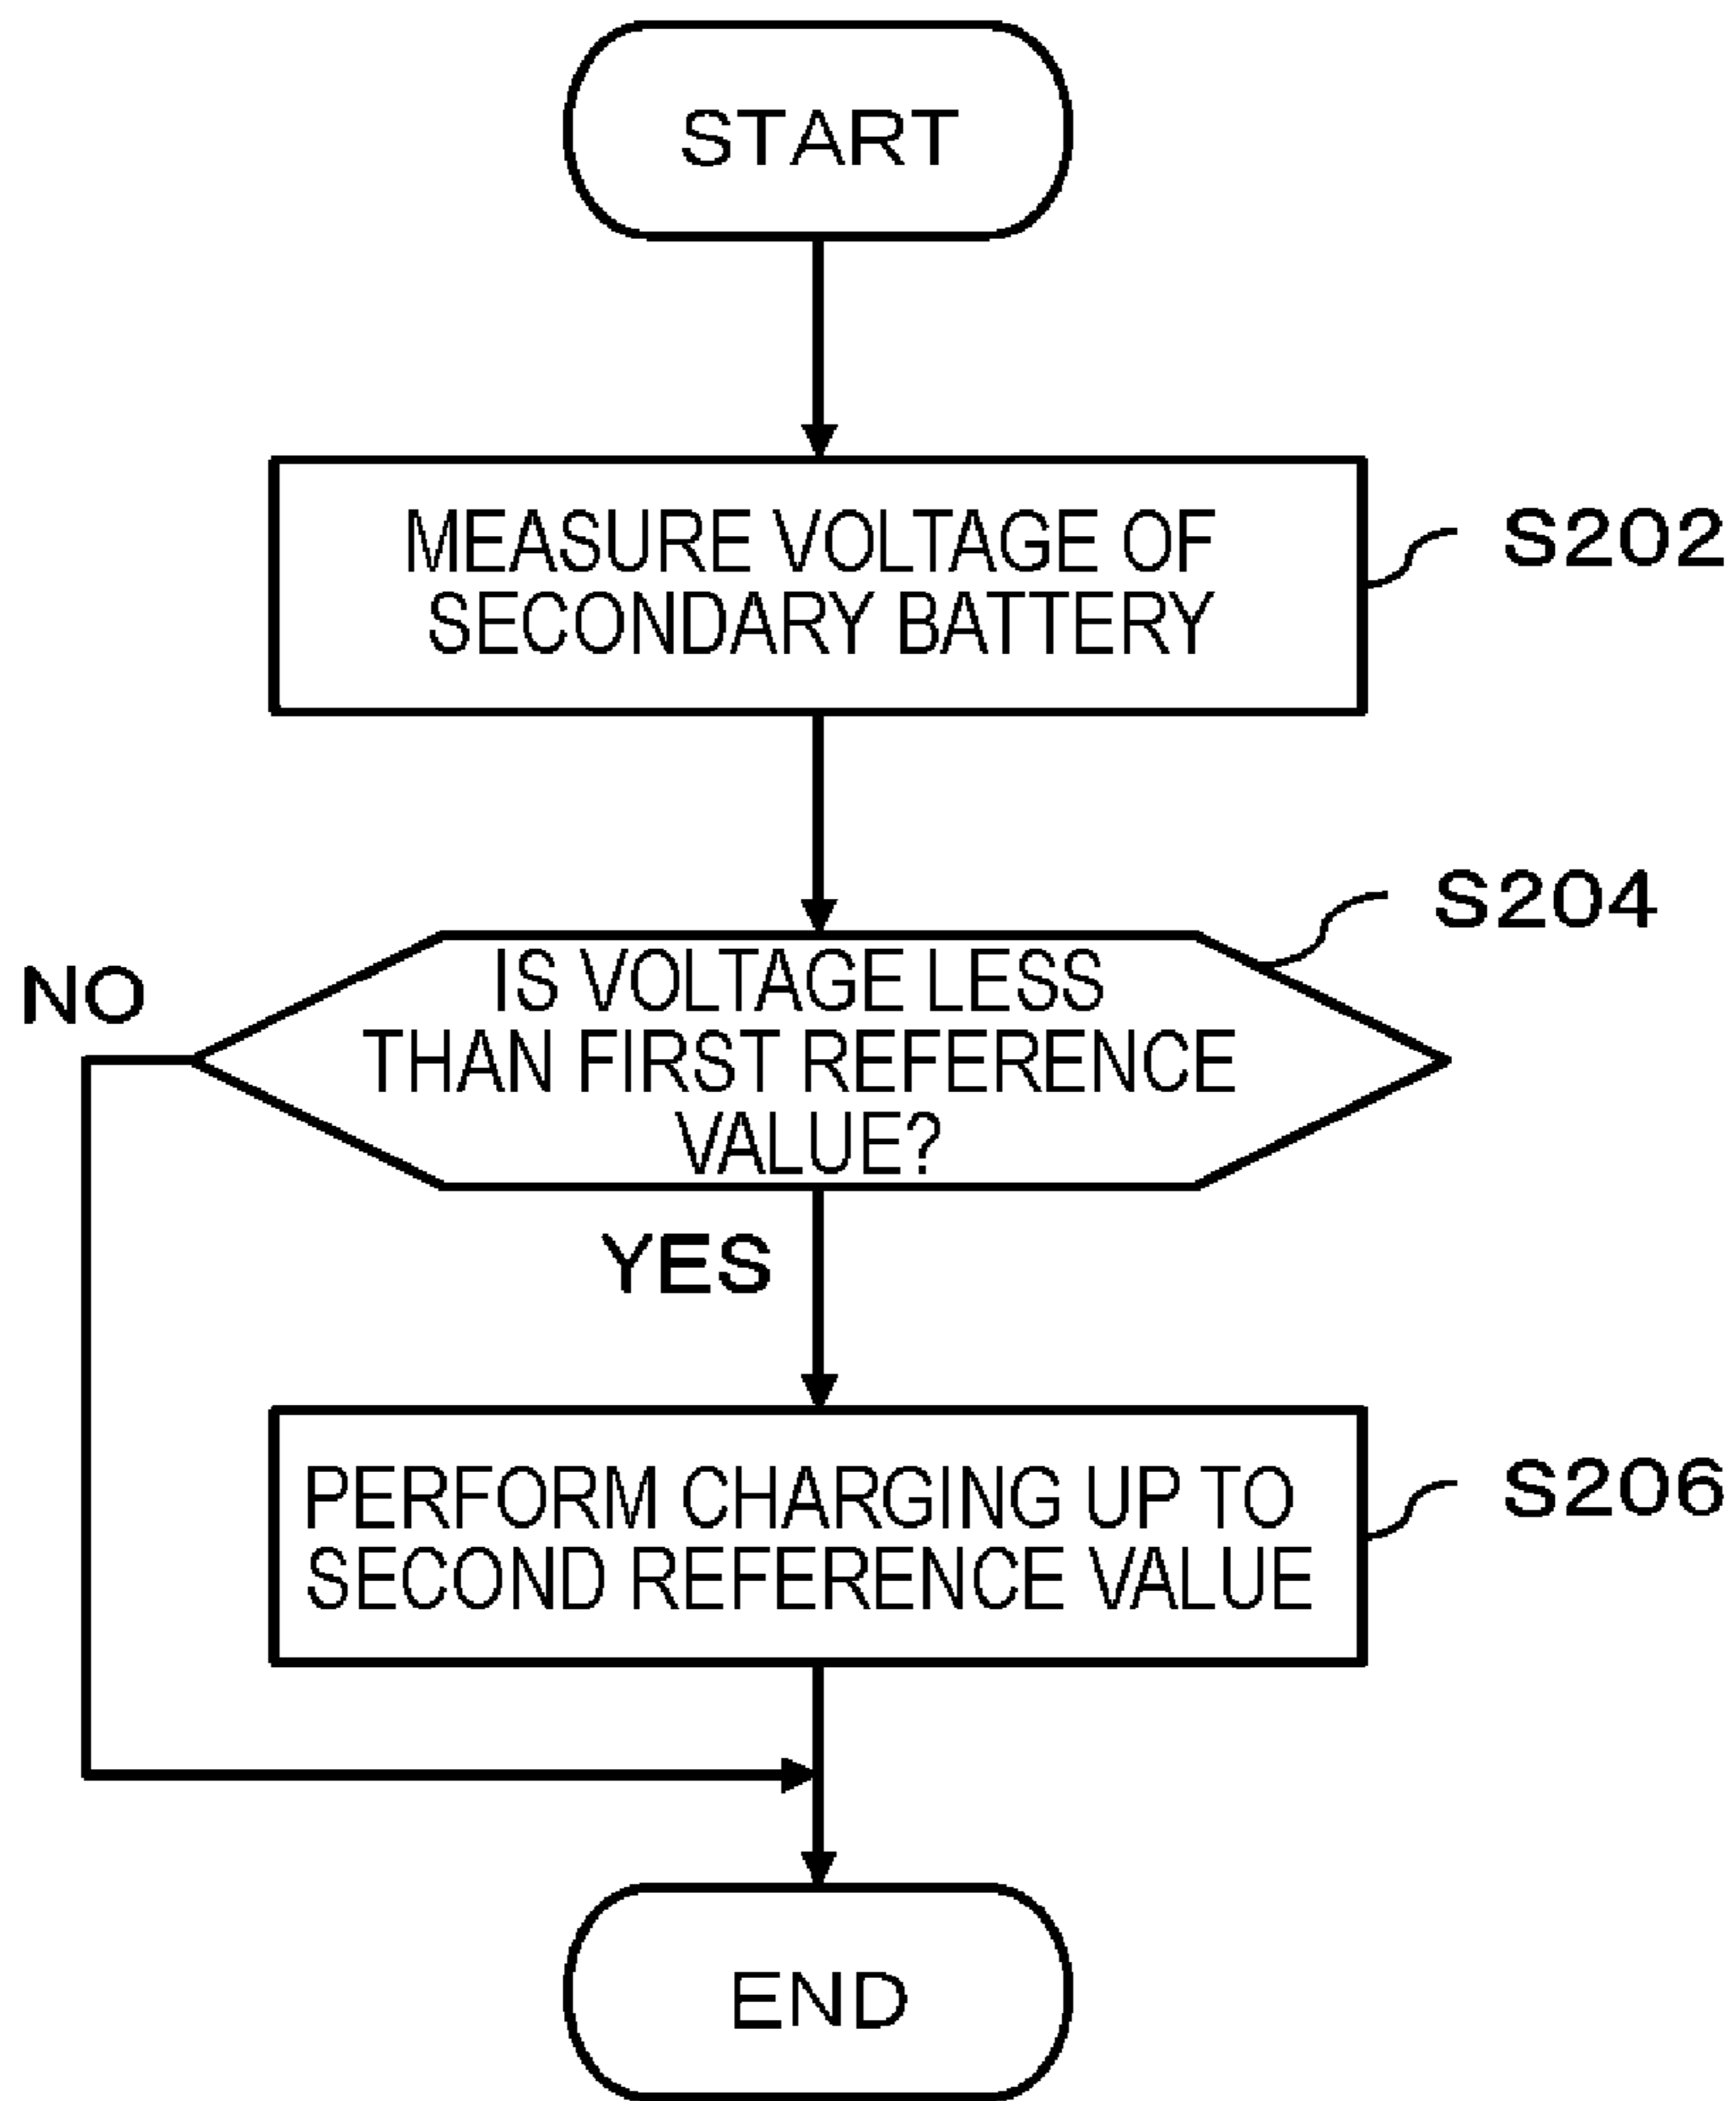 START
MEASURE VOLTAGE OF
SECONDARY BATTERY
S202
S204
IS VOLTAGE LESS
THAN FIRST REFERENCE
VALUE?
NO
YES
PERFORM CHARGING UP TO
SECOND REFERENCE VALUE
S206
END